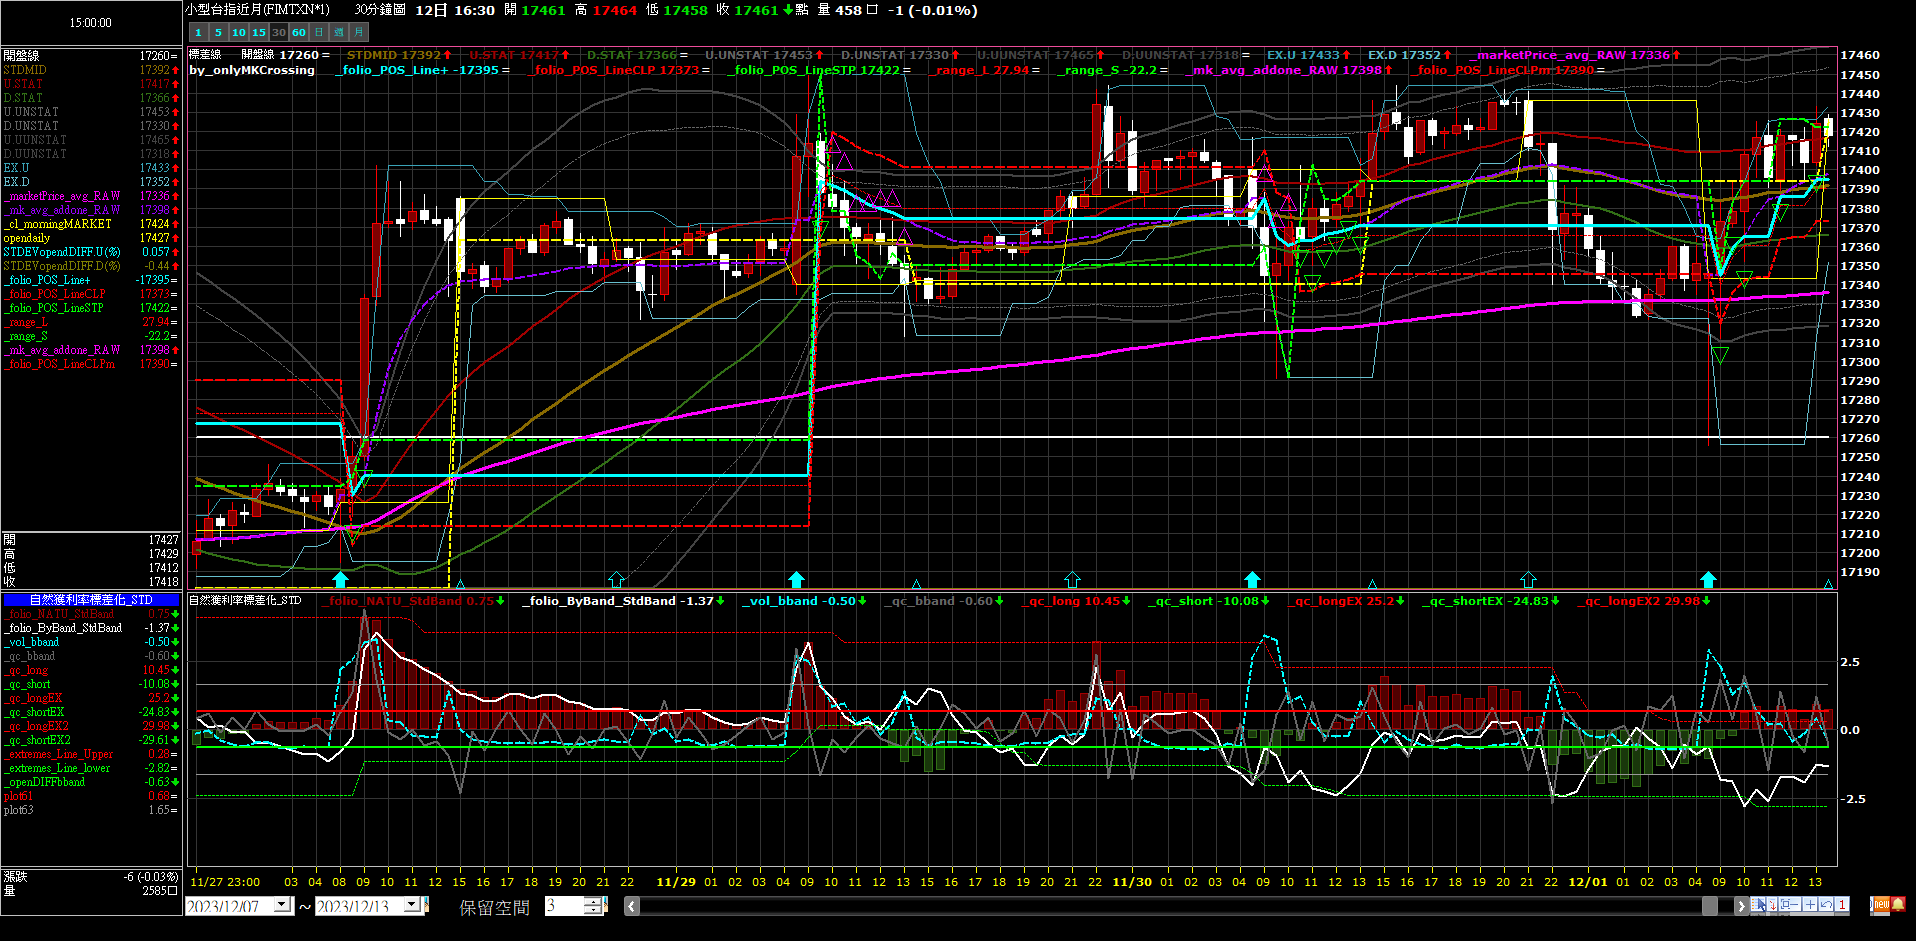 15:00:00
小型台指近月(FIMTXN*1) 30分鐘圖 12日 16:30 開 17461 高 17464 低 17458 收 17461 點 量 458口 -1 (-0.01%)
1 5 10 15 30 60 日 週 月
開盤線 17260=
STDMID 17392
U.STAT 17417
D.STAT 17366
U.UNSTAT 17453
D.UNSTAT 17330
U.UUNSTAT 17465
D.UUNSTAT 17318
EX.U 17433
EX.D 17352
_marketPrice_avg_RAW 17336
_mk_avg_addona_RAW 17398
_cl_morningMARKET 17424
opendaily 17427
STDEVopendDIFF.U(%) 0.057
STDEVopendDIFF.D(%) -0.44
_folio_POS_Line+ -17395=
_folio_POS_LineCLP 17373=
_folio_POS_LineSTP 17422=
_range_L 27.94=
_range_S -22.2=
_mk_avg_addone_RAW 17398
_folio_POS_LineCLPm 17390=
標差線 開盤線 17260 = STDMID 17392 U.STAT 17417 D.STAT 17366 = U.UNSTAT 17453 D.UNSTAT 17330 U.UUNSTAT 17465 D.UUNSTAT 17318 = EX.U 17433 EX.D 17352 _marketPrice_avg_RAW 17336
by_onlyMKCrossing _folio_POS_Line+ -17395 = _folio_POS_LineCLP 17373 = _folio_POS_LineSTP 17422 = _range_L 27.94 = _range_S -22.2 = _mk_avg_addone_RAW 17398 _folio_POS_LineCLPm 17390 =
17460
17450
17440
17430
17420
17410
17400
17390
17380
17370
17360
17350
17340
17330
17320
17310
17300
17290
17280
17270
17260
17250
17240
17230
17220
17210
17200
17190
開 17427
高 17429
低 17412
收 17418
自然獲利率標差化_STD
_folio_NATU_StdBand 0.75
_folio_ByBand_StdBand -1.37
_vol_bband -0.50
_qc_bband -0.60
_qc_long 10.45
_qc_short -10.08
_qc_longEX 25.2
_qc_shortEX -24.83
_qc_longEX2 29.98
_qc_shortEX2 -29.61
_extremes_Line_Upper 0.28
_extremes_Line_lower -2.82=
_openDIFFbband -0.63
plot61 0.68=
plot63 1.65=
自然獲利率標差化_STD _folio_NATU_StdBand 0.75 _folio_ByBand_StdBand -1.37 _vol_bband -0.50 _qc_bband -0.60 _qc_long 10.45 _qc_short -10.08 _qc_longEX 25.2 _qc_shortEX -24.83 _qc_longEX2 29.98
2.5
0.0
-2.5
漲跌 -6 (-0.03%)
量 2585口
11/27 23:00 03 04 08 09 10 11 12 15 16 17 18 19 20 21 22 11/29 01 02 03 04 09 10 11 12 13 15 16 17 18 19 20 21 22 11/30 01 02 03 04 09 10 11 12 13 15 16 17 18 19 20 21 22 12/01 01 02 03 04 09 10 11 12 13
2023/12/07 ~ 2023/12/13 保留空間 3
new
1